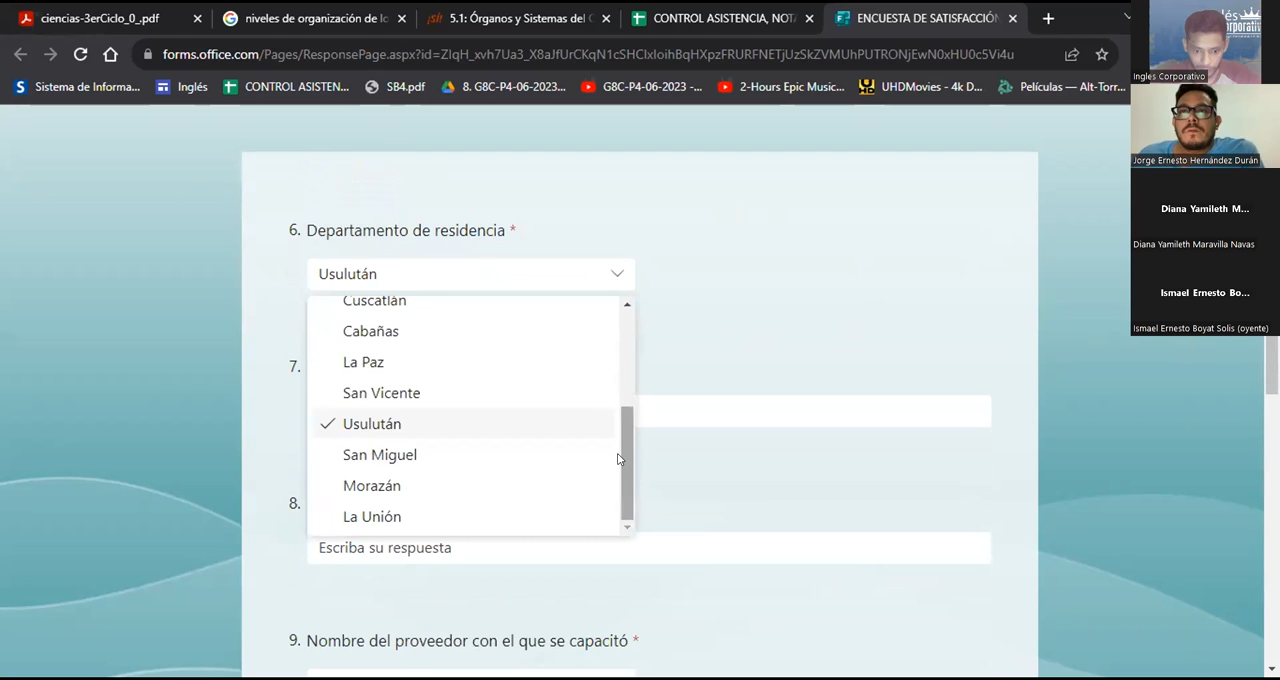 ciencias-3erCiclo_0_.pdf
niveles de organización de lo
5.1: Órganos y Sistemas del C
CONTROL ASISTENCIA, NOTA
ENCUESTA DE SATISFACCIÓN
forms.office.com/Pages/ResponsePage.aspx?id=ZIqH_xvh7Ua3_X8aJfUrCKqN1cSHCIxIoihBqHXpzFRURFNETjUzSkZVMUhPUTRONjEwN0xHU0c5Vi4u
Sistema de Informa...
Inglés
CONTROL ASISTEN...
SB4.pdf
8. G8C-P4-06-2023...
G8C-P4-06-2023 -...
2-Hours Epic Music...
UHDMovies - 4k D...
Películas — Alt-Torr...
6. Departamento de residencia *
Usulután
Cuscatlán
Cabañas
La Paz
San Vicente
Usulután
San Miguel
Morazán
La Unión
7.
8.
Escriba su respuesta
9. Nombre del proveedor con el que se capacitó *
Ingles Corporativo
Jorge Ernesto Hernández Durán
Diana Yamileth M...
Diana Yamileth Maravilla Navas
Ismael Ernesto Bo...
Ismael Ernesto Boyat Solis (oyente)